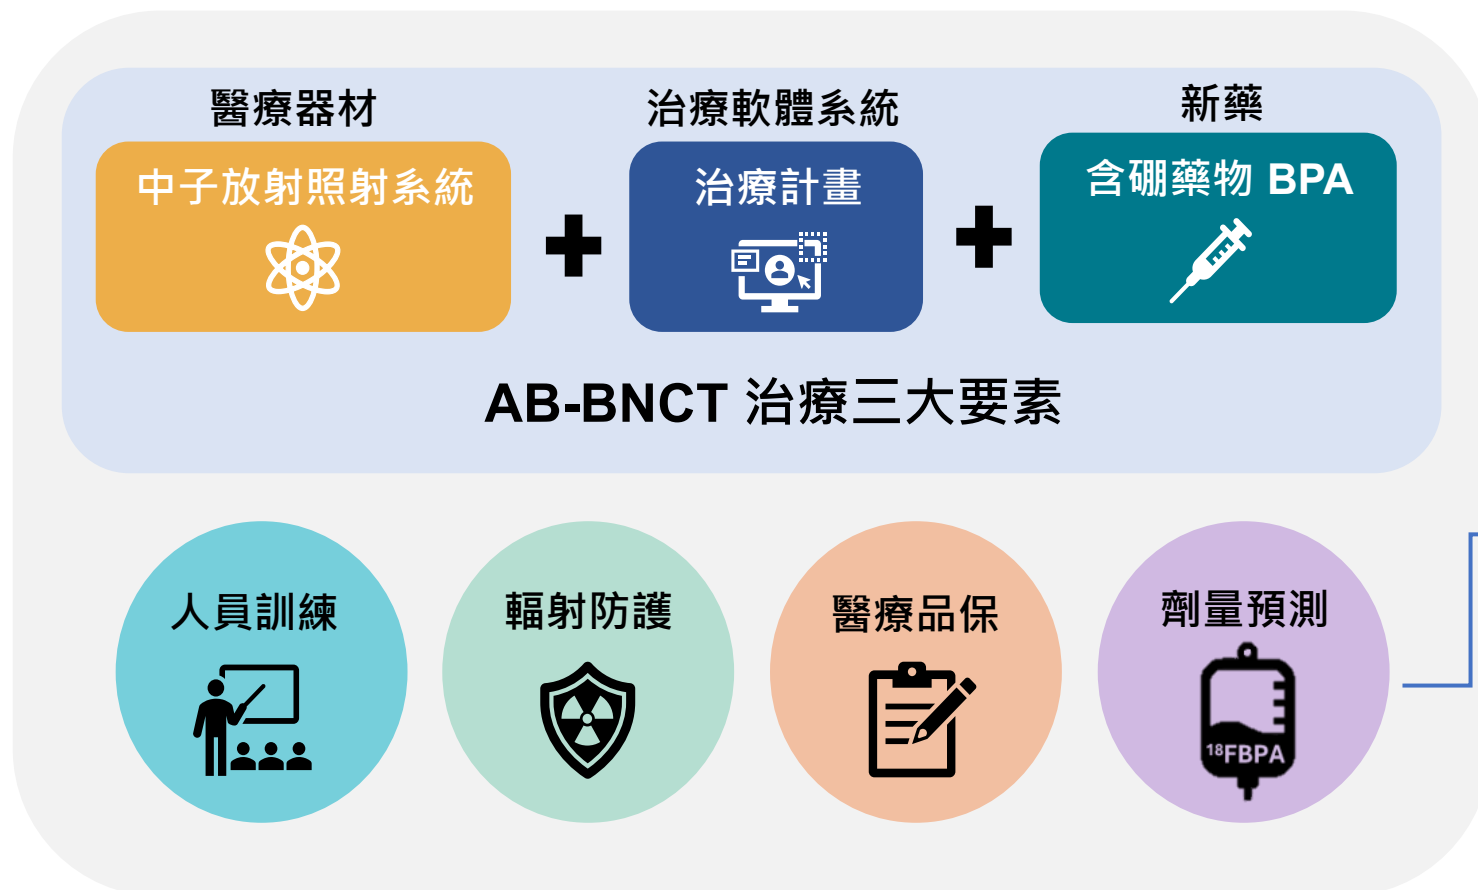 醫療器材
治療軟體系統
新藥
中子放射照射系統
治療計畫
含硼藥物 BPA
AB-BNCT 治療三大要素
人員訓練
輻射防護
醫療品保
劑量預測
¹⁸FBPA